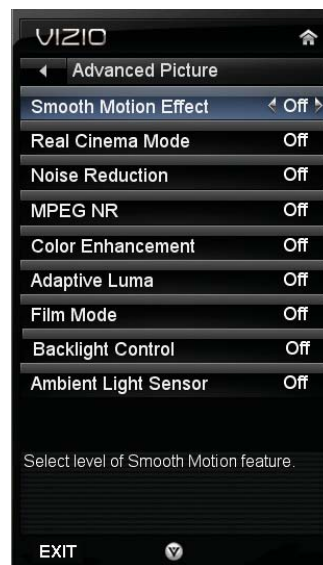 VIZIO
Advanced Picture
Smooth Motion Effect Off
Real Cinema Mode Off
Noise Reduction Off
MPEG NR Off
Color Enhancement Off
Adaptive Luma Off
Film Mode Off
Backlight Control Off
Ambient Light Sensor Off
Select level of Smooth Motion feature.
EXIT